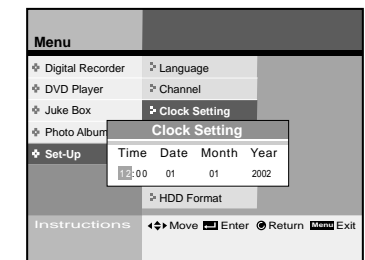 Menu
Digital Recorder
Language
DVD Player
Channel
Juke Box
Clock Setting
Photo Album
Clock Setting
Set-Up
Time Date Month Year
12:00 01 01 2002
HDD Format
Instructions Move Enter Return Menu Exit